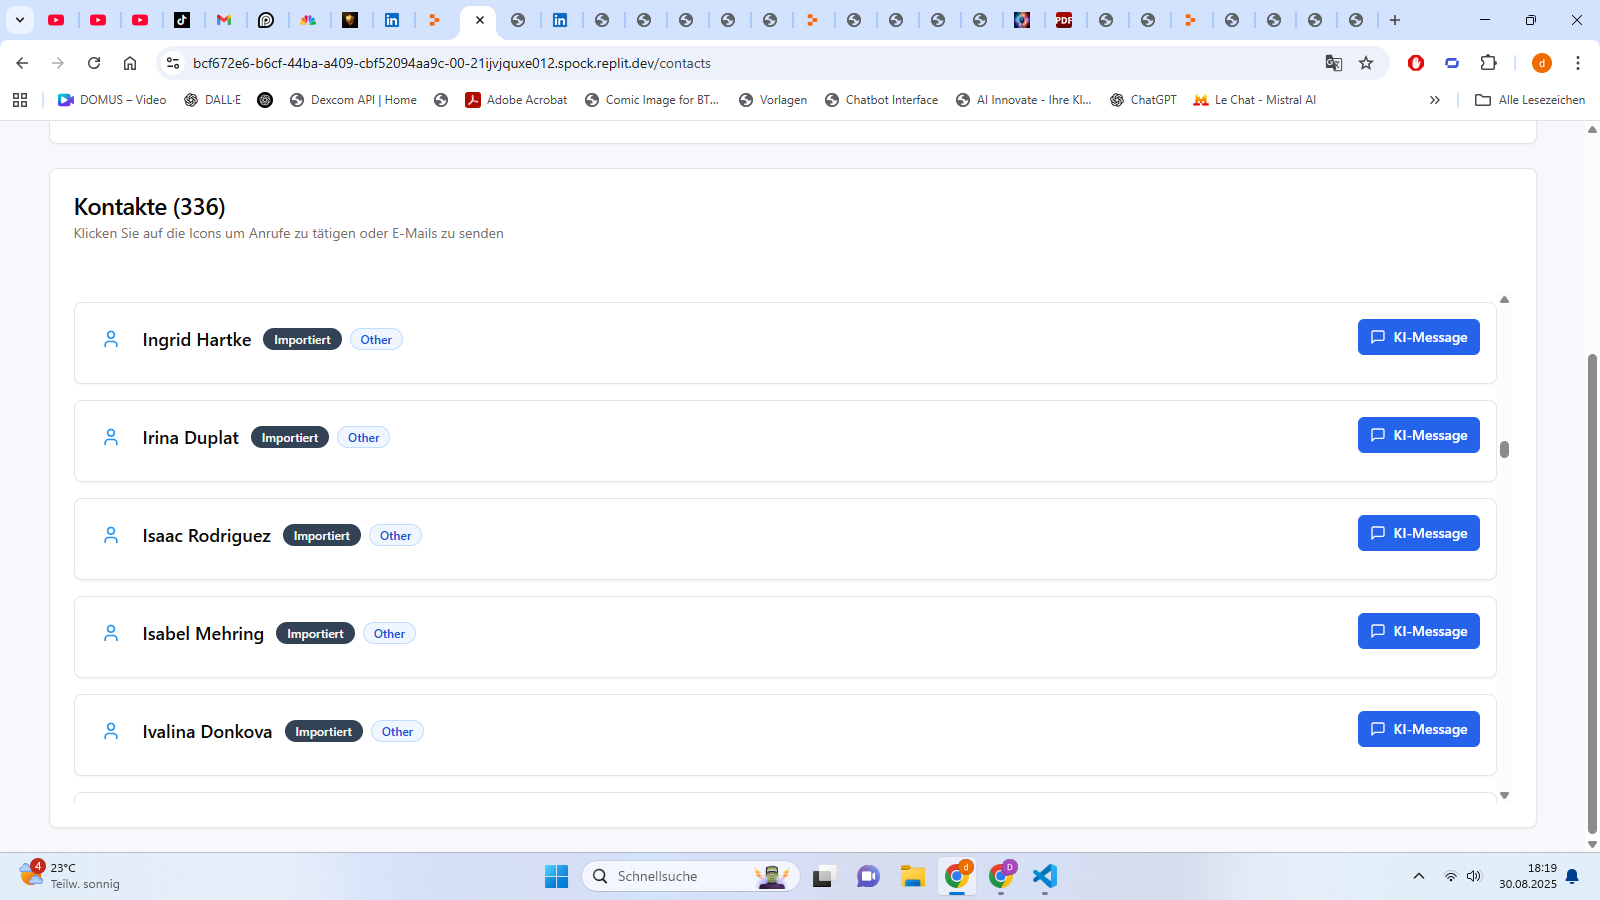 bcf672e6-b6cf-44ba-a409-cbf52094aa9c-00-21ijvjquxe012.spock.replit.dev/contacts
d
DOMUS – Video
DALL·E
Dexcom API | Home
Adobe Acrobat
Comic Image for BT...
Vorlagen
Chatbot Interface
AI Innovate - Ihre KI...
ChatGPT
Le Chat - Mistral AI
Alle Lesezeichen
Kontakte (336)
Klicken Sie auf die Icons um Anrufe zu tätigen oder E-Mails zu senden
Ingrid Hartke Importiert Other KI-Message
Irina Duplat Importiert Other KI-Message
Isaac Rodriguez Importiert Other KI-Message
Isabel Mehring Importiert Other KI-Message
Ivalina Donkova Importiert Other KI-Message
4
23°C
Teilw. sonnig
Schnellsuche
d
D
18:19
30.08.2025